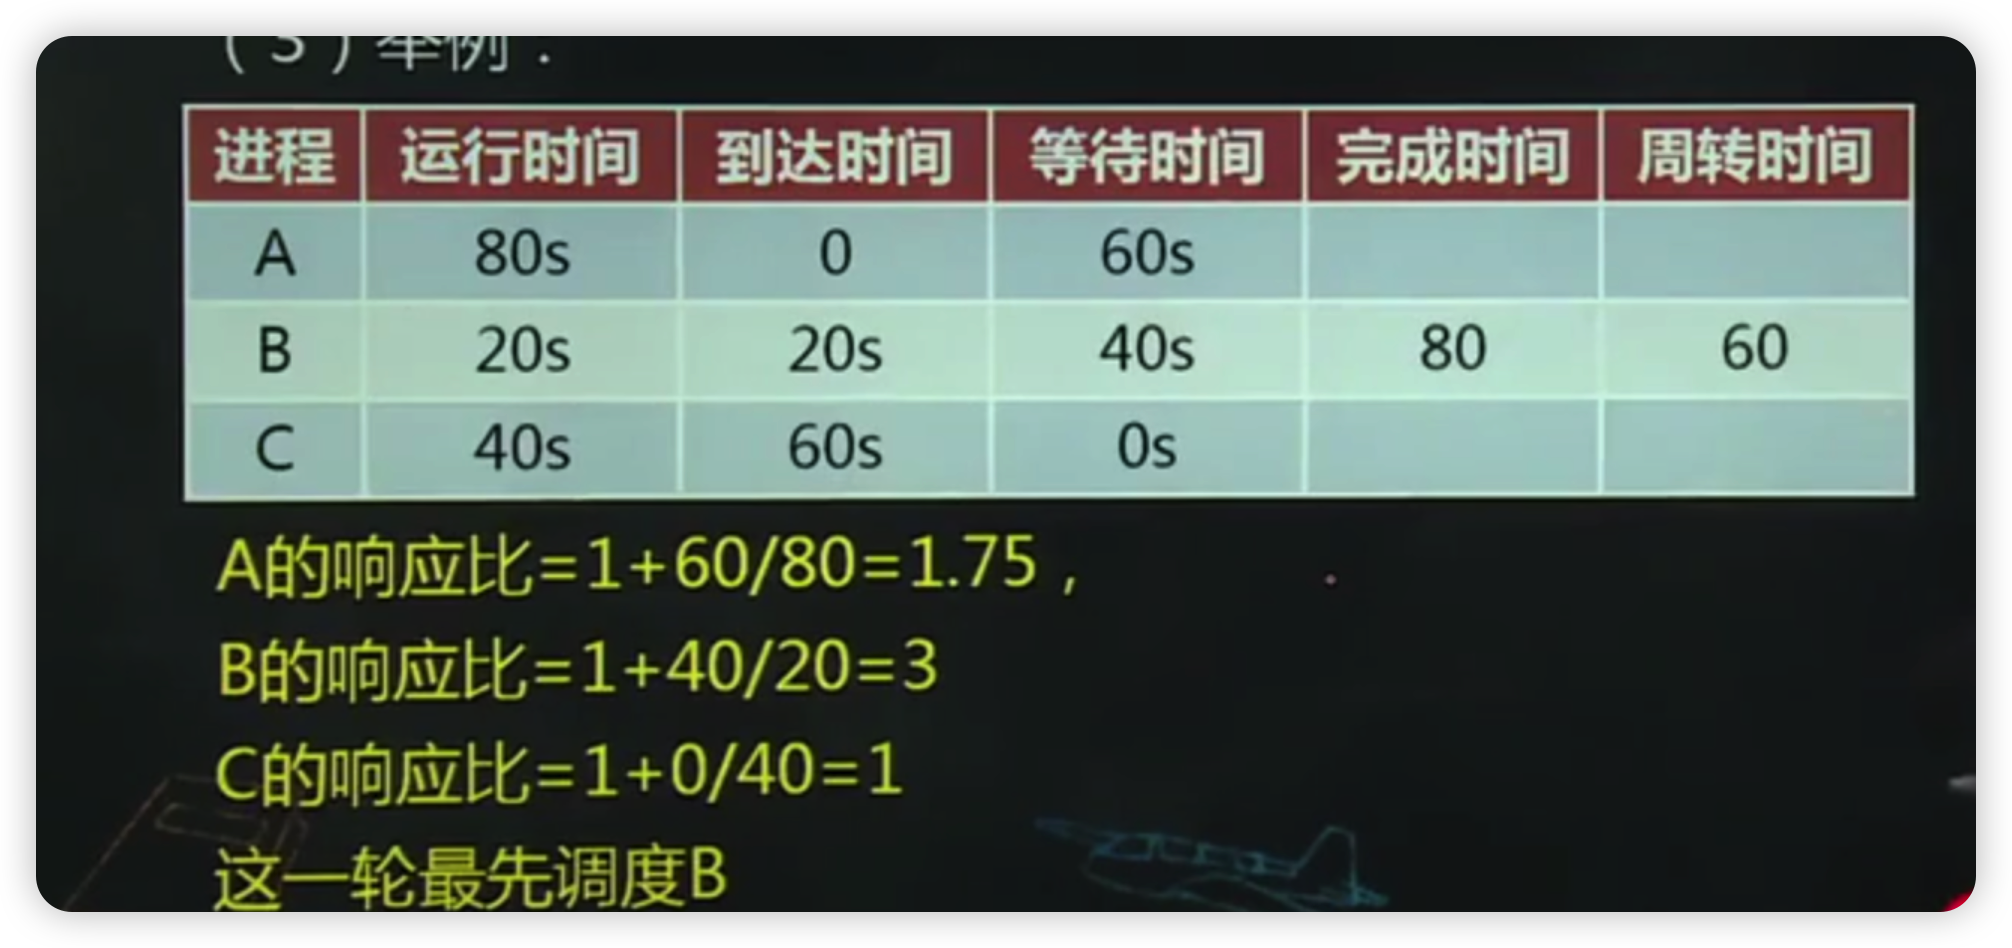 （3）举例：
进程 运行时间 到达时间 等待时间 完成时间 周转时间
A 80s 0 60s
B 20s 20s 40s 80 60
C 40s 60s 0s
A的响应比=1+60/80=1.75，
B的响应比=1+40/20=3
C的响应比=1+0/40=1
这一轮最先调度B